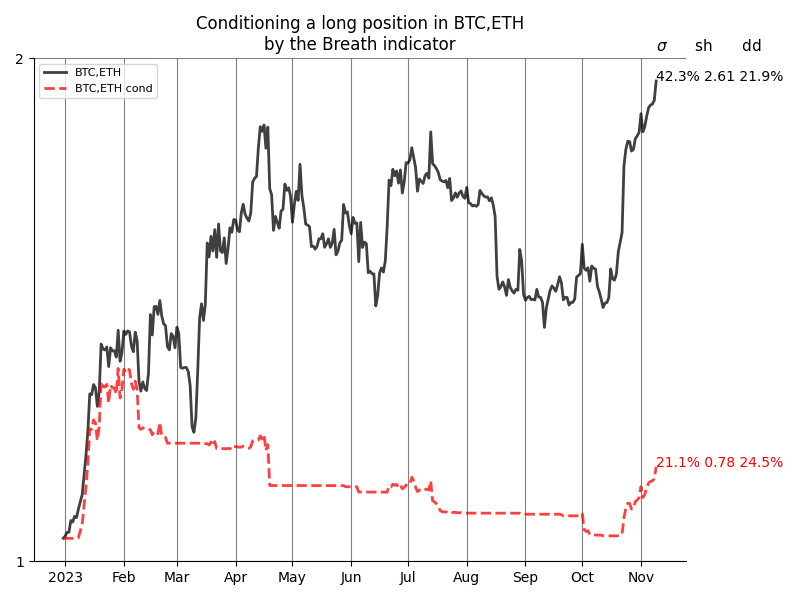 Conditioning a long position in BTC,ETH
by the Breath indicator
σ sh dd
2
BTC,ETH
BTC,ETH cond
42.3% 2.61 21.9%
21.1% 0.78 24.5%
1
2023 Feb Mar Apr May Jun Jul Aug Sep Oct Nov